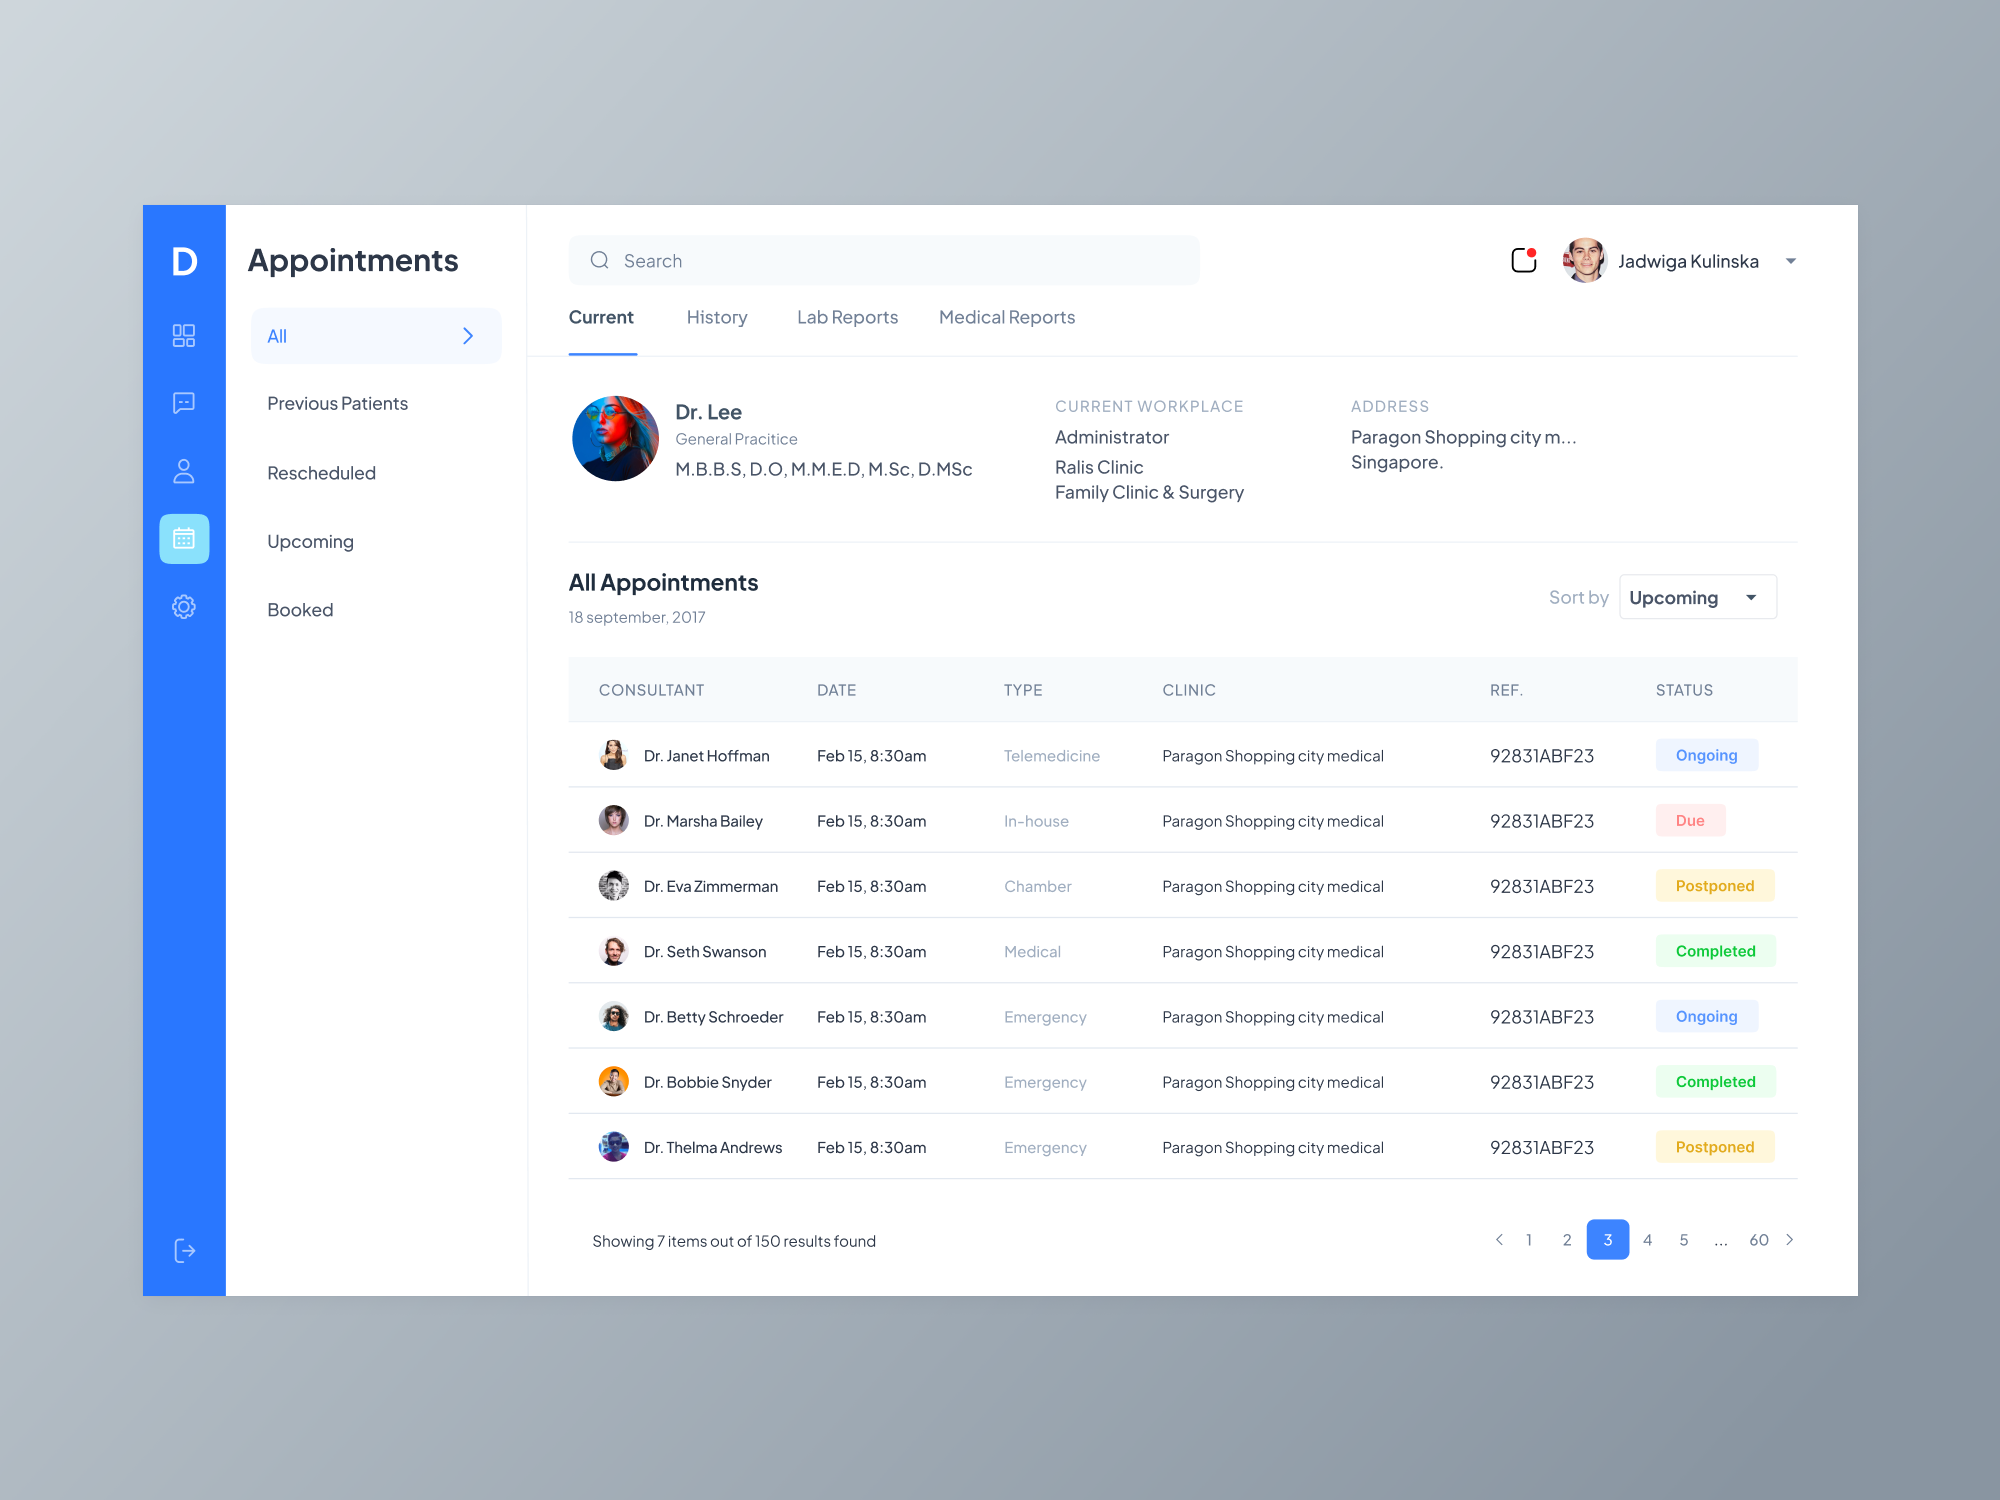 D
Appointments
All
Previous Patients
Rescheduled
Upcoming
Booked
Search
Jadwiga Kulinska
Current History Lab Reports Medical Reports
Dr. Lee
General Pracitice
M.B.B.S, D.O, M.M.E.D, M.Sc, D.MSc
CURRENT WORKPLACE
Administrator
Ralis Clinic
Family Clinic & Surgery
ADDRESS
Paragon Shopping city m...
Singapore.
All Appointments
18 september, 2017
Sort by Upcoming
CONSULTANT DATE TYPE CLINIC REF. STATUS
Dr. Janet Hoffman Feb 15, 8:30am Telemedicine Paragon Shopping city medical 92831ABF23 Ongoing
Dr. Marsha Bailey Feb 15, 8:30am In-house Paragon Shopping city medical 92831ABF23 Due
Dr. Eva Zimmerman Feb 15, 8:30am Chamber Paragon Shopping city medical 92831ABF23 Postponed
Dr. Seth Swanson Feb 15, 8:30am Medical Paragon Shopping city medical 92831ABF23 Completed
Dr. Betty Schroeder Feb 15, 8:30am Emergency Paragon Shopping city medical 92831ABF23 Ongoing
Dr. Bobbie Snyder Feb 15, 8:30am Emergency Paragon Shopping city medical 92831ABF23 Completed
Dr. Thelma Andrews Feb 15, 8:30am Emergency Paragon Shopping city medical 92831ABF23 Postponed
Showing 7 items out of 150 results found
1 2 3 4 5 ... 60